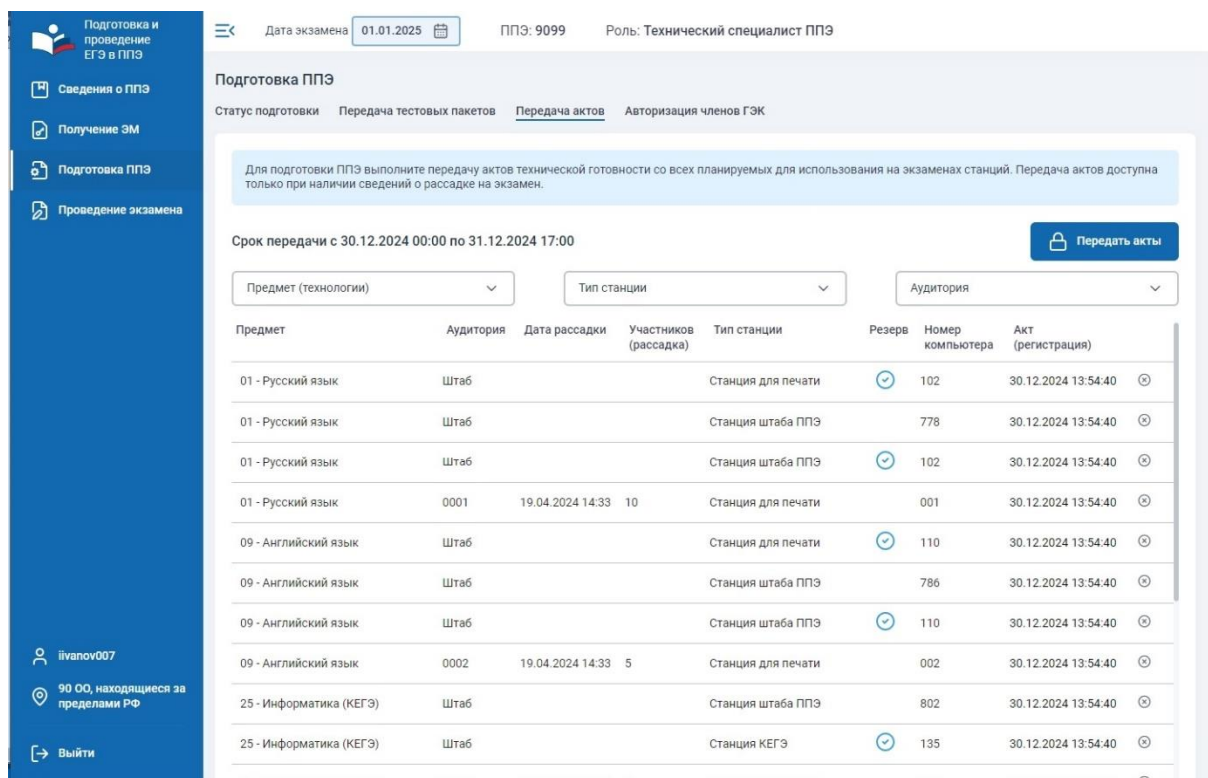 Подготовка и
проведение
ЕГЭ в ППЭ
Сведения о ППЭ
Получение ЭМ
Подготовка ППЭ
Проведение экзамена
iivanov007
90 ОО, находящиеся за
пределами РФ
Выйти
Дата экзамена 01.01.2025 ППЭ: 9099 Роль: Технический специалист ППЭ
Подготовка ППЭ
Статус подготовки Передача тестовых пакетов Передача актов Авторизация членов ГЭК
Для подготовки ППЭ выполните передачу актов технической готовности со всех планируемых для использования на экзаменах станций. Передача актов доступна
только при наличии сведений о рассадке на экзамен.
Срок передачи с 30.12.2024 00:00 по 31.12.2024 17:00 Передать акты
Предмет (технологии) Тип станции Аудитория
Предмет Аудитория Дата рассадки Участников Тип станции Резерв Номер Акт
(рассадка) компьютера (регистрация)
01 - Русский язык Штаб Станция для печати 102 30.12.2024 13:54:40
01 - Русский язык Штаб Станция штаба ППЭ 778 30.12.2024 13:54:40
01 - Русский язык Штаб Станция штаба ППЭ 102 30.12.2024 13:54:40
01 - Русский язык 0001 19.04.2024 14:33 10 Станция для печати 001 30.12.2024 13:54:40
09 - Английский язык Штаб Станция для печати 110 30.12.2024 13:54:40
09 - Английский язык Штаб Станция штаба ППЭ 786 30.12.2024 13:54:40
09 - Английский язык Штаб Станция штаба ППЭ 110 30.12.2024 13:54:40
09 - Английский язык 0002 19.04.2024 14:33 5 Станция для печати 002 30.12.2024 13:54:40
25 - Информатика (КЕГЭ) Штаб Станция штаба ППЭ 802 30.12.2024 13:54:40
25 - Информатика (КЕГЭ) Штаб Станция КЕГЭ 135 30.12.2024 13:54:40